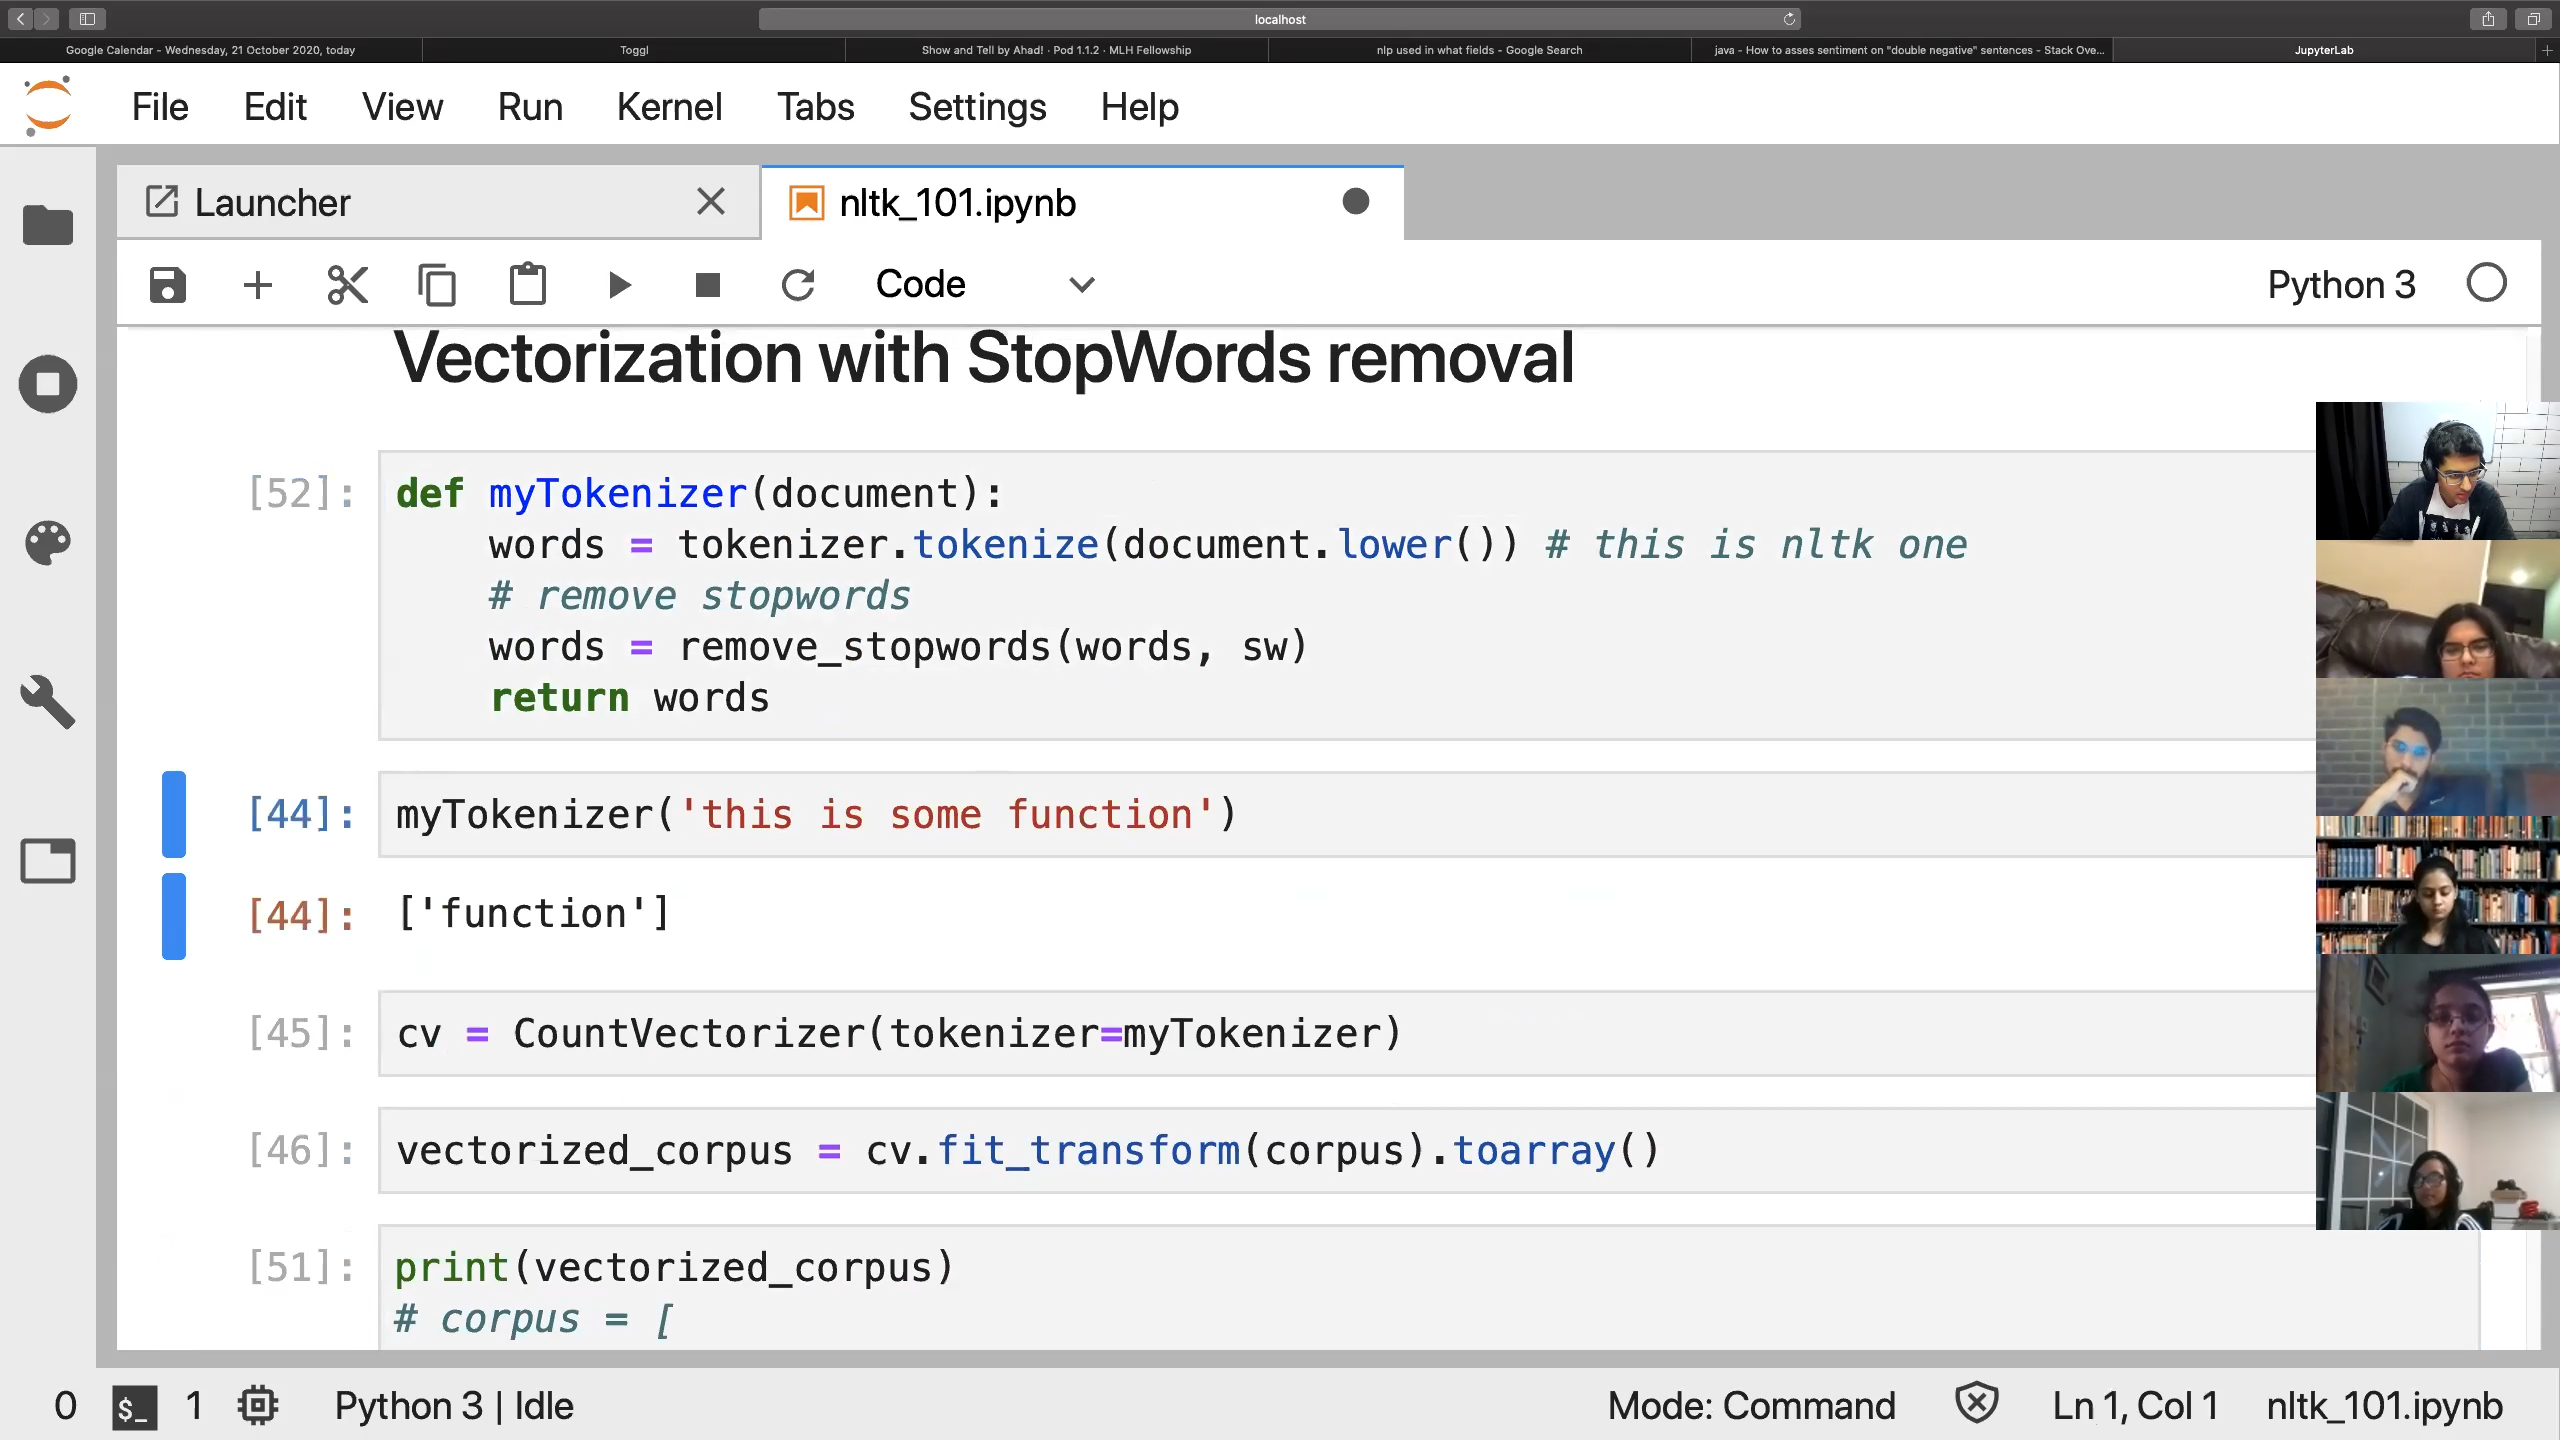 localhost
Google Calendar - Wednesday, 21 October 2020, today
Toggl
Show and Tell by Ahad! · Pod 1.1.2 · MLH Fellowship
nlp used in what fields - Google Search
java - How to asses sentiment on "double negative" sentences - Stack Ove...
JupyterLab
File Edit View Run Kernel Tabs Settings Help
Launcher
nltk_101.ipynb
Code
Python 3
Vectorization with StopWords removal
[52]: def myTokenizer(document):
words = tokenizer.tokenize(document.lower()) # this is nltk one
# remove stopwords
words = remove_stopwords(words, sw)
return words
[44]: myTokenizer('this is some function')
[44]: ['function']
[45]: cv = CountVectorizer(tokenizer=myTokenizer)
[46]: vectorized_corpus = cv.fit_transform(corpus).toarray()
[51]: print(vectorized_corpus)
# corpus = [
0 $_ 1 Python 3 | Idle Mode: Command Ln 1, Col 1 nltk_101.ipynb